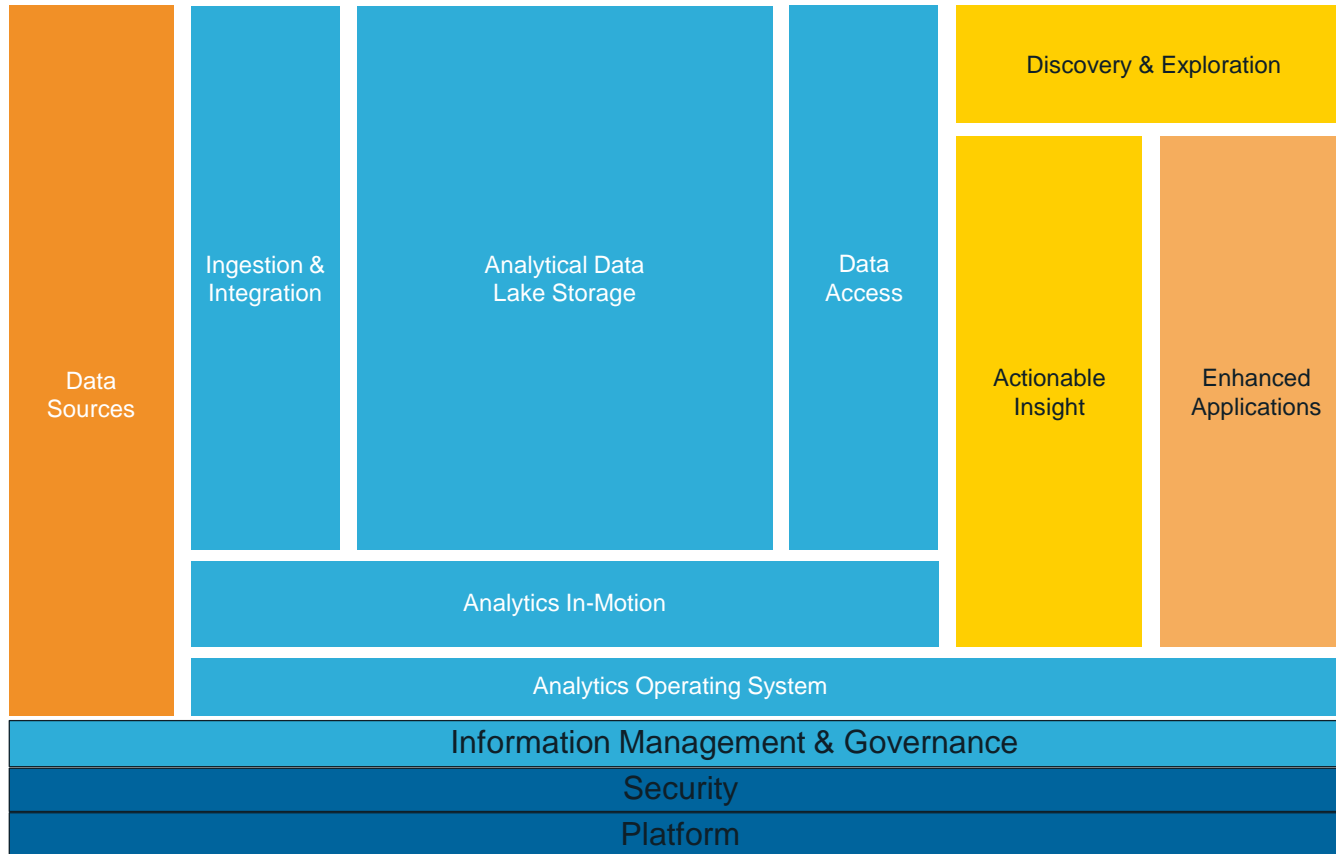 Data
Sources
Ingestion &
Integration
Analytical Data
Lake Storage
Data
Access
Discovery & Exploration
Actionable
Insight
Enhanced
Applications
Analytics In-Motion
Analytics Operating System
Information Management & Governance
Security
Platform